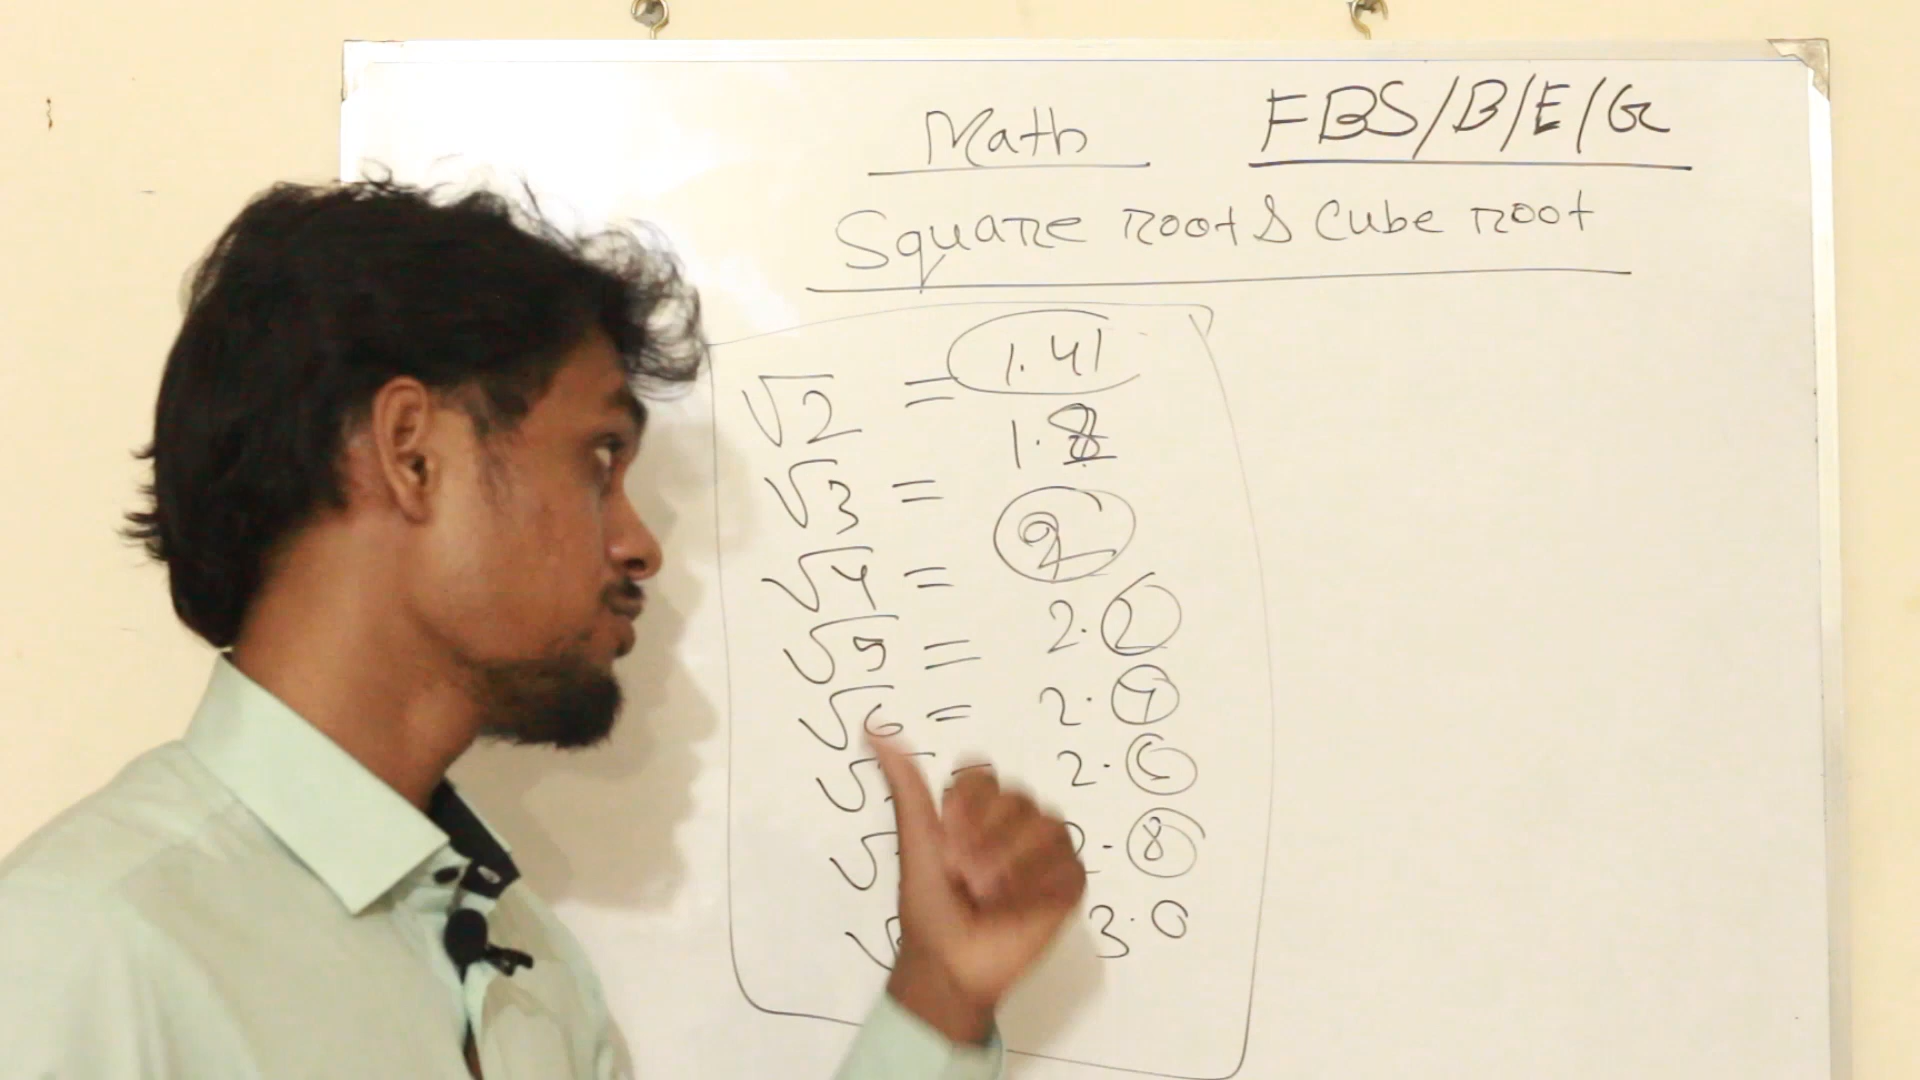 Math FBS/B/E/G
Square root & Cube root
√2 = 1.41
√3 = 1.
√4 = 2
√5 = 2.2
√6 = 2.4
√ = 2.6
√ 2.8
√ 3.0